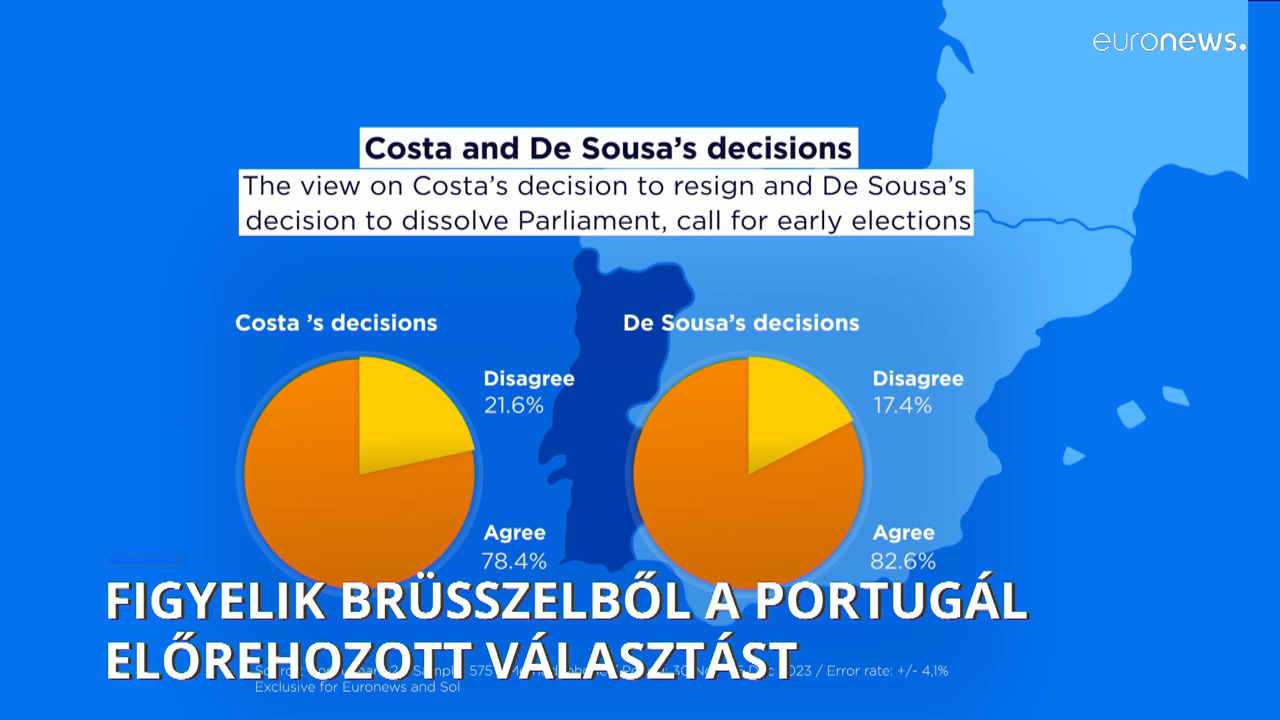 euronews.
Costa and De Sousa's decisions
The view on Costa's decision to resign and De Sousa's
decision to dissolve Parliament, call for early elections
Costa 's decisions
De Sousa's decisions
Disagree
21.6%
Disagree
17.4%
Agree
78.4%
Agree
82.6%
FIGYELIK BRÜSSZELBŐL A PORTUGÁL
ELŐREHOZOTT VÁLASZTÁST
575 / Error rate: +/- 4,1%
Exclusive for Euronews and Sol